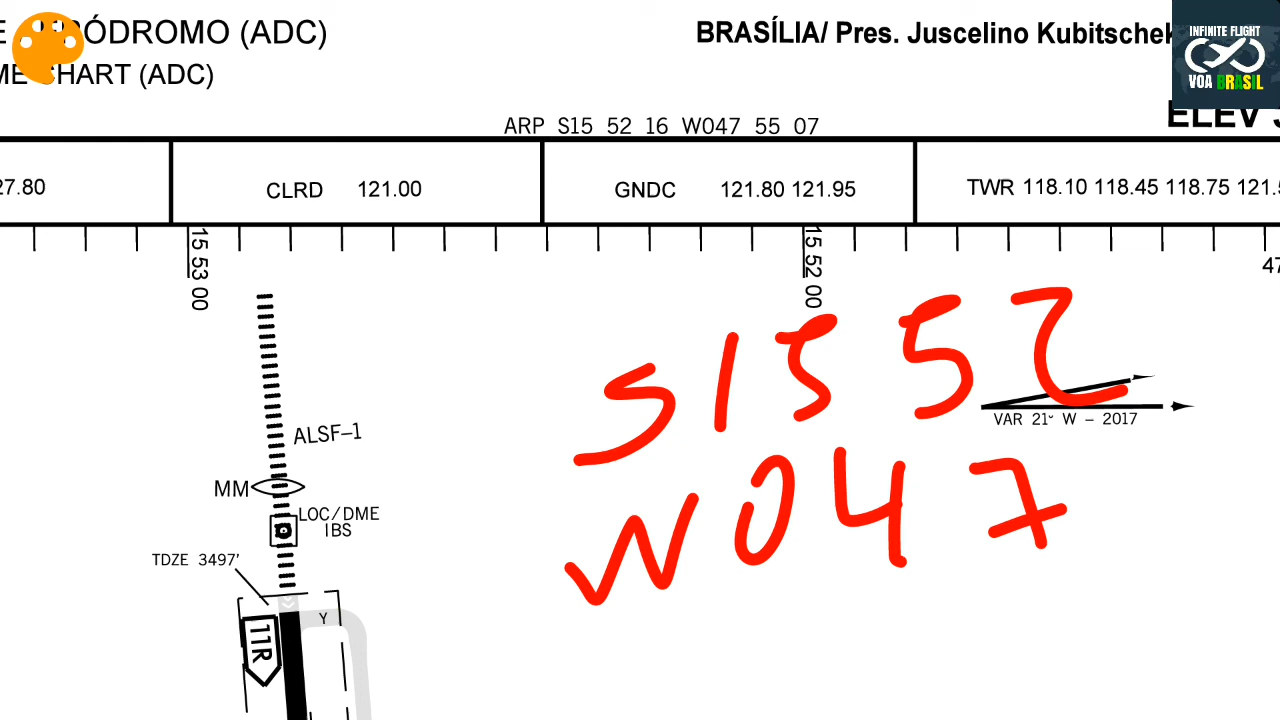 RÓDROMO (ADC)
BRASÍLIA/ Pres. Juscelino Kubitschek
INFINITE FLIGHT
VOA BRASIL
CHART (ADC)
ARP S15 52 16 W047 55 07
ELEV
27.80
CLRD 121.00
GNDC 121.80 121.95
TWR 118.10 118.45 118.75 121.5
15 53 00
15 52 00
47
S1552
VAR 21° W – 2017
ALSF–1
W047
MM
LOC/DME
IBS
TDZE 3497'
Y
11R